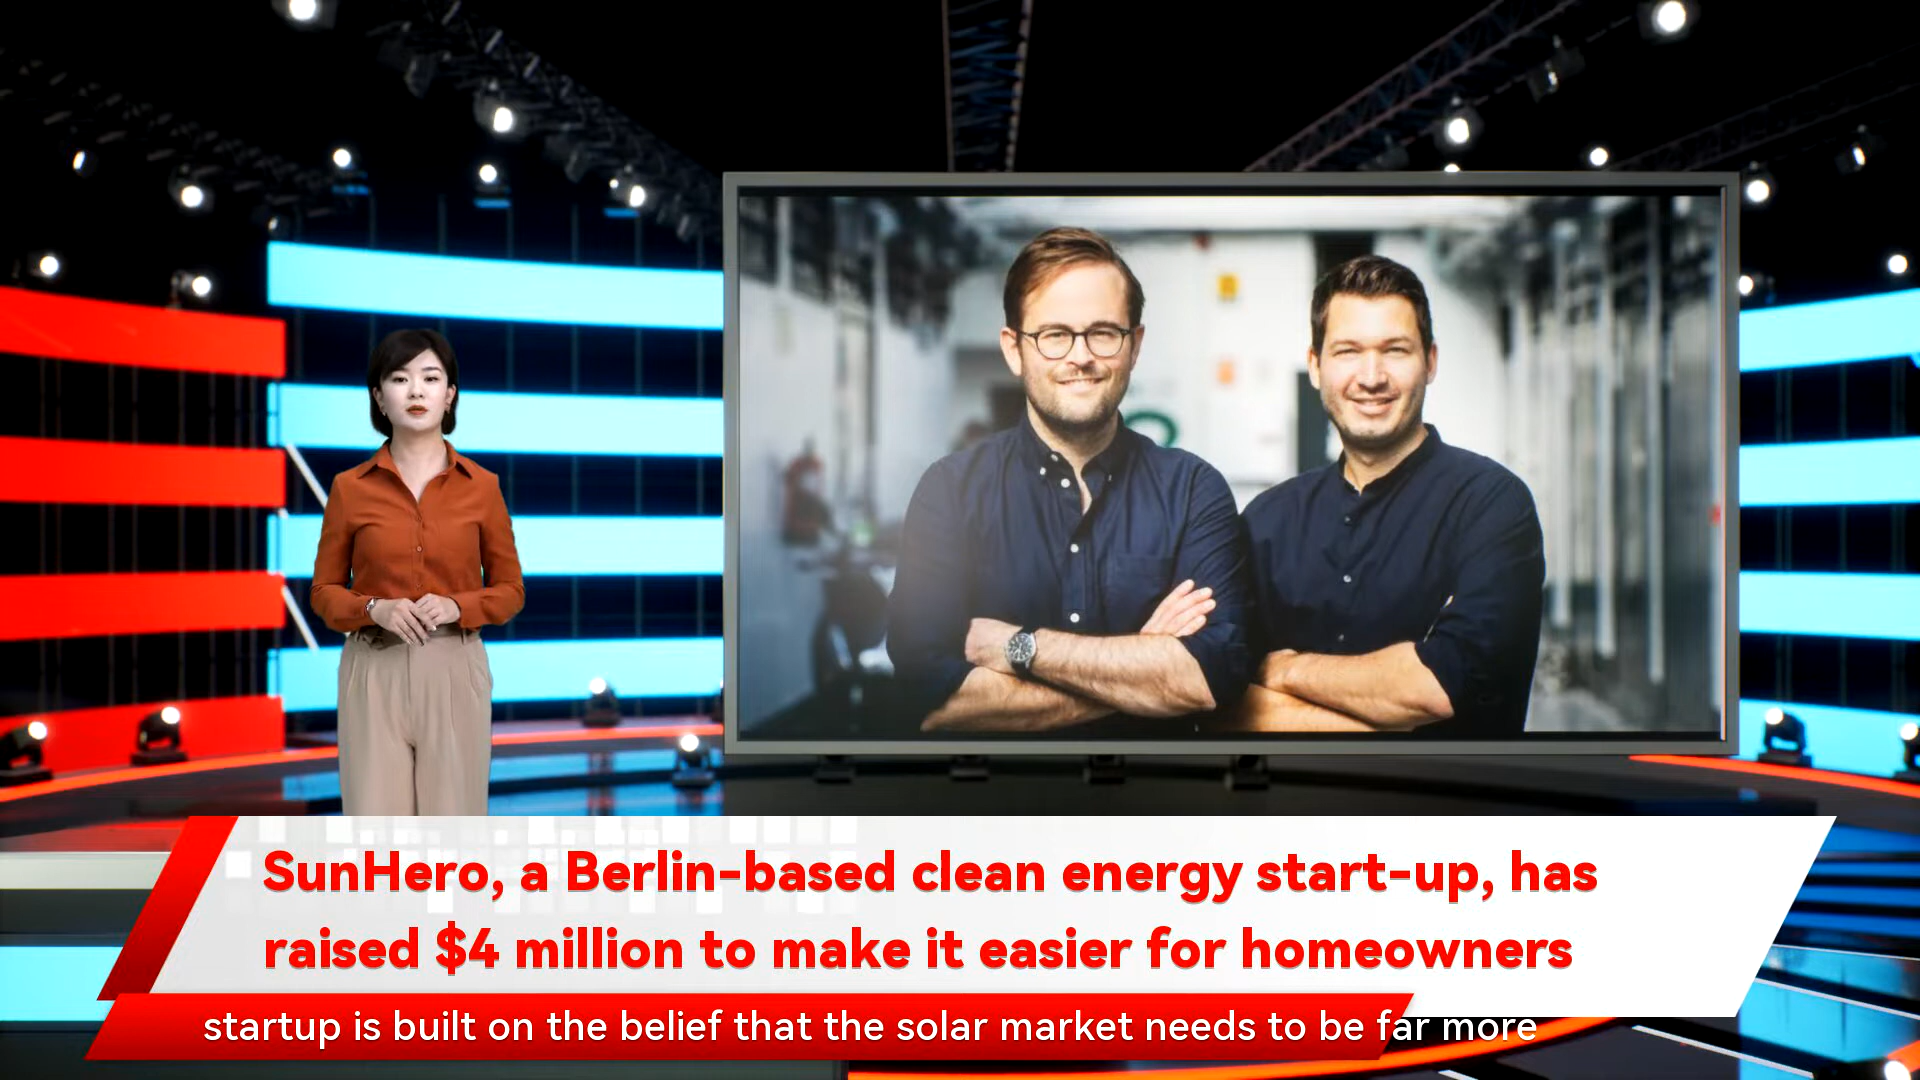 SunHero, a Berlin-based clean energy start-up, has
raised $4 million to make it easier for homeowners
startup is built on the belief that the solar market needs to be far more